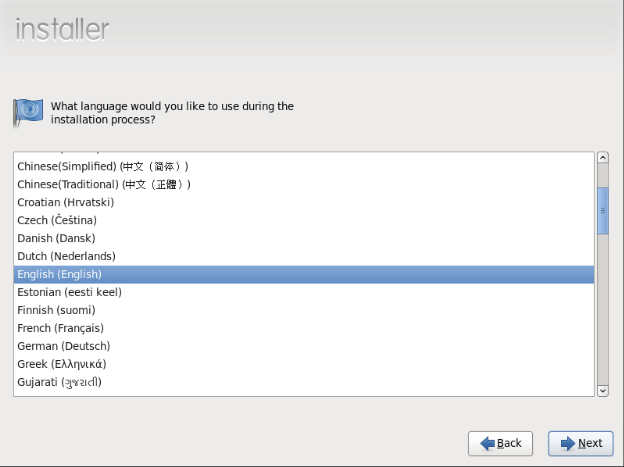 installer
What language would you like to use during the
installation process?
Chinese(Simplified) (中文（简体）)
Chinese(Traditional) (中文（正體）)
Croatian (Hrvatski)
Czech (Čeština)
Danish (Dansk)
Dutch (Nederlands)
English (English)
Estonian (eesti keel)
Finnish (suomi)
French (Français)
German (Deutsch)
Greek (Ελληνικά)
Gujarati (ગુજરાતી)
Back
Next